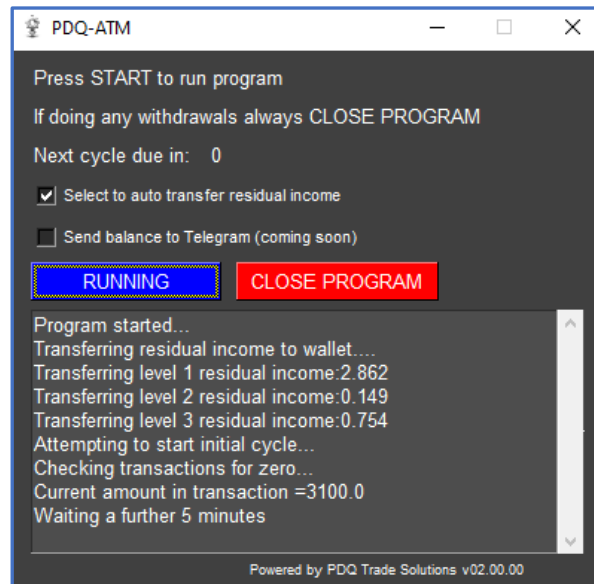 PDQ-ATM
Press START to run program
If doing any withdrawals always CLOSE PROGRAM
Next cycle due in: 0
Select to auto transfer residual income
Send balance to Telegram (coming soon)
RUNNING CLOSE PROGRAM
Program started...
Transferring residual income to wallet....
Transferring level 1 residual income:2.862
Transferring level 2 residual income:0.149
Transferring level 3 residual income:0.754
Attempting to start initial cycle...
Checking transactions for zero...
Current amount in transaction =3100.0
Waiting a further 5 minutes
Powered by PDQ Trade Solutions v02.00.00